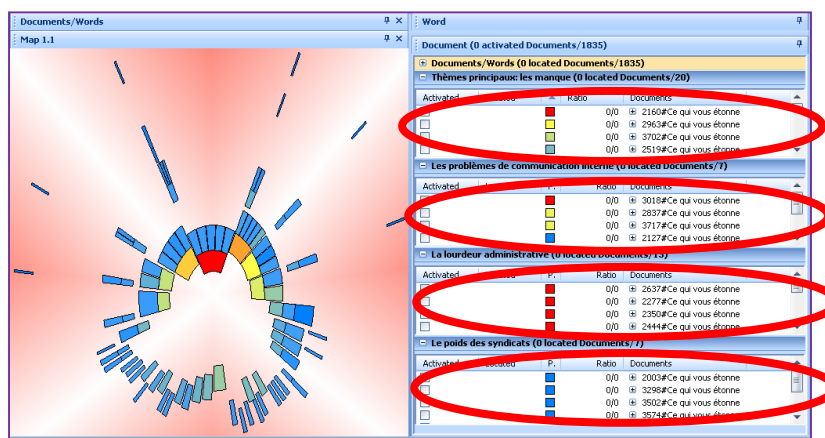 Documents/Words
Map 1.1
Word
Document (0 activated Documents/1835)
Documents/Words (0 located Documents/1835)
Thèmes principaux: les manque (0 located Documents/20)
Activated Located Ratio Documents
0/0 2160#Ce qui vous étonne
0/0 2963#Ce qui vous étonne
0/0 3702#Ce qui vous étonne
0/0 2519#Ce qui vous étonne
Les problèmes de communication interne (0 located Documents/7)
Activated Located P. Ratio Documents
0/0 3018#Ce qui vous étonne
0/0 2837#Ce qui vous étonne
0/0 3717#Ce qui vous étonne
0/0 2127#Ce qui vous étonne
La lourdeur administrative (0 located Documents/13)
Activated Located P. Ratio Documents
0/0 2637#Ce qui vous étonne
0/0 2277#Ce qui vous étonne
0/0 2350#Ce qui vous étonne
0/0 2444#Ce qui vous étonne
Le poids des syndicats (0 located Documents/7)
Activated Located P. Ratio Documents
0/0 2003#Ce qui vous étonne
0/0 3298#Ce qui vous étonne
0/0 3502#Ce qui vous étonne
0/0 3574#Ce qui vous étonne